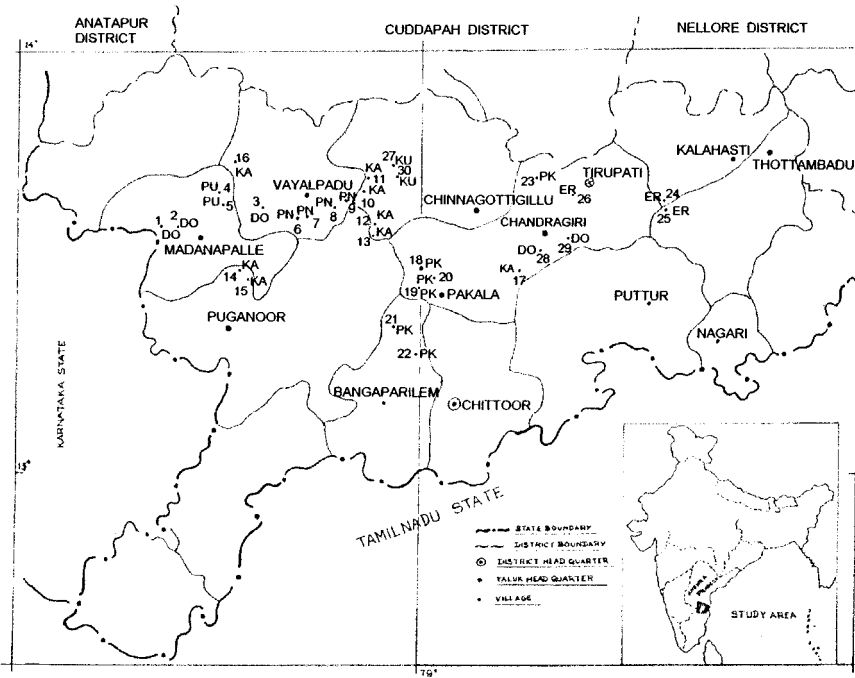 ANATAPUR
DISTRICT
CUDDAPAH DISTRICT
NELLORE DISTRICT
14°
16
KA
27 KU
30
KU
KA
11
KA
10
23 PK
TIRUPATI
ER
26
KALAHASTI
THOTTAMBADU
PU 4
PU 5
3
DO
VAYALPADU
PN
PN
PN
PN
6
7
8
9
12 KA
KA
13
CHINNAGOTTIGILLU
CHANDRAGIRI
ER 24
ER
25
1
2
DO
DO
MADANAPALLE
DO
28
DO
29
KA
14
KA
15
18 PK
PK 20
19 PK
PAKALA
KA
17
PUTTUR
PUGANOOR
21
PK
22 PK
NAGARI
KARNATAKA STATE
BANGAPARILEM
CHITTOOR
13°
TAMILNADU STATE
STATE BOUNDARY
DISTRICT BOUNDARY
DISTRICT HEAD QUARTER
TALUK HEAD QUARTER
VILLAGE
STUDY AREA
79°